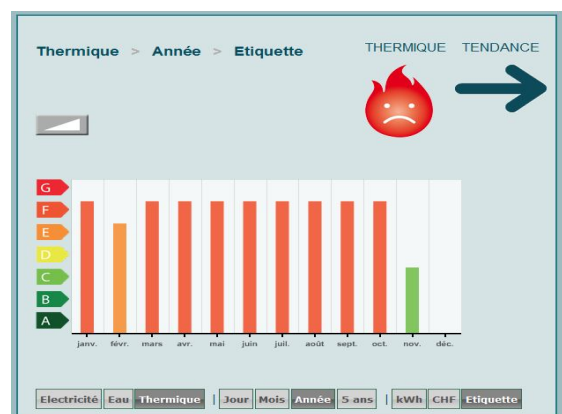 Thermique > Année > Etiquette
THERMIQUE TENDANCE
G
F
E
D
C
B
A
janv. févr. mars avr. mai juin juil. août sept. oct. nov. déc.
Electricité Eau Thermique | Jour Mois Année 5 ans | kWh CHF Etiquette